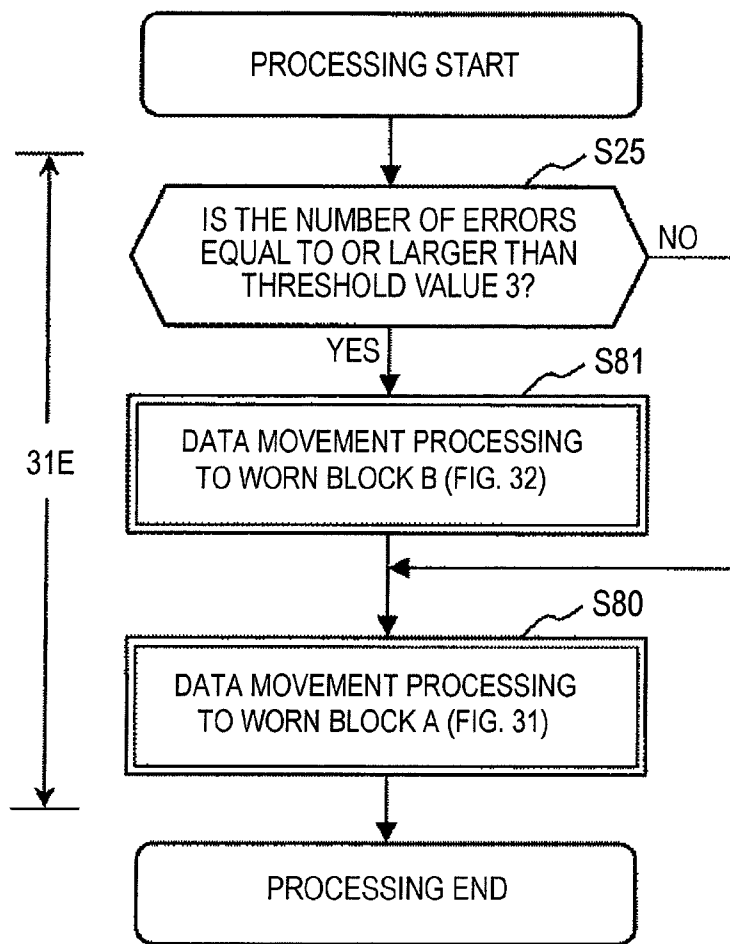 PROCESSING START
S25
IS THE NUMBER OF ERRORS
EQUAL TO OR LARGER THAN
THRESHOLD VALUE 3?
NO
YES
S81
31E
DATA MOVEMENT PROCESSING
TO WORN BLOCK B (FIG. 32)
S80
DATA MOVEMENT PROCESSING
TO WORN BLOCK A (FIG. 31)
PROCESSING END